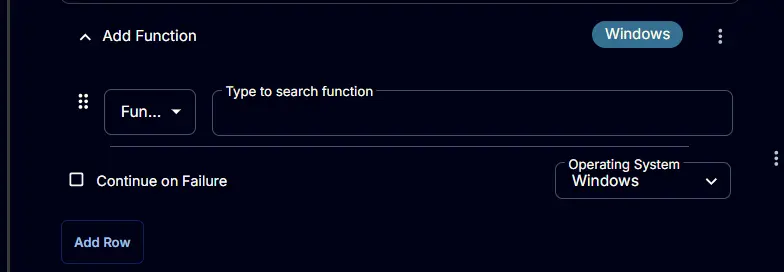 Add Function
Windows
Fun...
Type to search function
Continue on Failure
Operating System
Windows
Add Row